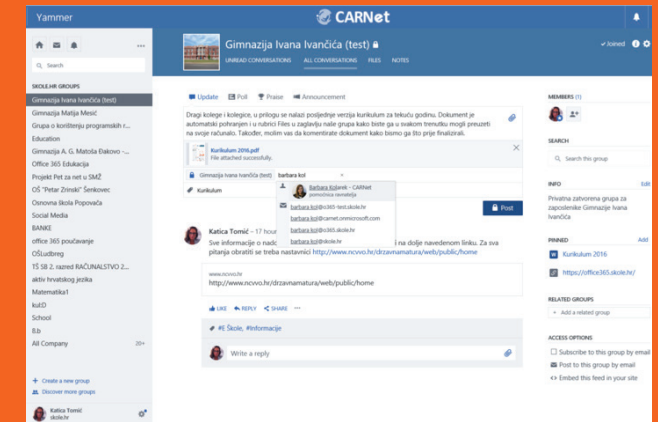 Yammer
CARNet
Search
SKOLE.HR GROUPS
Gimnazija Ivana Ivančića (test)
Gimnazija Matija Mesić
Grupa o korištenju programskih r...
Education
Gimnazija A. G. Matoša Đakovo -...
Office 365 Edukacija
Projekt Pet za net u SMŽ
OŠ "Petar Zrinski" Šenkovec
Osnovna škola Popovača
Social Media
BANKE
office 365 poučavanje
OŠLudbreg
TŠ SB 2. razred RAČUNALSTVO 2...
aktiv hrvatskog jezika
Matematika1
kut:D
School
8.b
All Company 20+
+ Create a new group
Discover more groups
Katica Tomić
skole.hr
Gimnazija Ivana Ivančića (test)
UNREAD CONVERSATIONS ALL CONVERSATIONS FILES NOTES
Joined
Update Poll Praise Announcement
Dragi kolege i kolegice, u prilogu se nalazi posljednje verzija kurikulum za tekuću godinu. Dokument je
automatski pohranjen i u rubrici Files u zaglavlju naše grupa kako biste ga u svakom trenutku mogli preuzeti
na svoje računalo. Također, molim vas da komentirate dokument kako bismo ga što prije finalizirali.
Kurikulum 2016.pdf
File attached successfully.
Gimnazija Ivana Ivančića (test) barbara kol ×
Kurikulum
Barbara Kolarek - CARNet
pomoćnica ravnatelja
barbara.kol@o365-test.skole.hr
barbara.kol@carnet.onmicrosoft.com
barbara.kol@o365.skole.hr
barbara.kol@skole.hr
Post
Katica Tomić – 17 hour
Sve informacije o nado
i na dolje navedenom linku. Za sva
pitanja obratiti se treba nastavnici http://www.ncvvo.hr/drzavnamatura/web/public/home
www.ncvvo.hr
http://www.ncvvo.hr/drzavnamatura/web/public/home
LIKE REPLY SHARE ...
#E Škole, #Informacije
Write a reply
MEMBERS (1)
SEARCH
Search this group
INFO Edit
Privatna zatvorena grupa za
zaposlenike Gimnazije Ivana
Ivančića
PINNED Add
Kurikulum 2016
https://office365.skole.hr/
RELATED GROUPS
+ Add a related group
ACCESS OPTIONS
Subscribe to this group by email
Post to this group by email
Embed this feed in your site